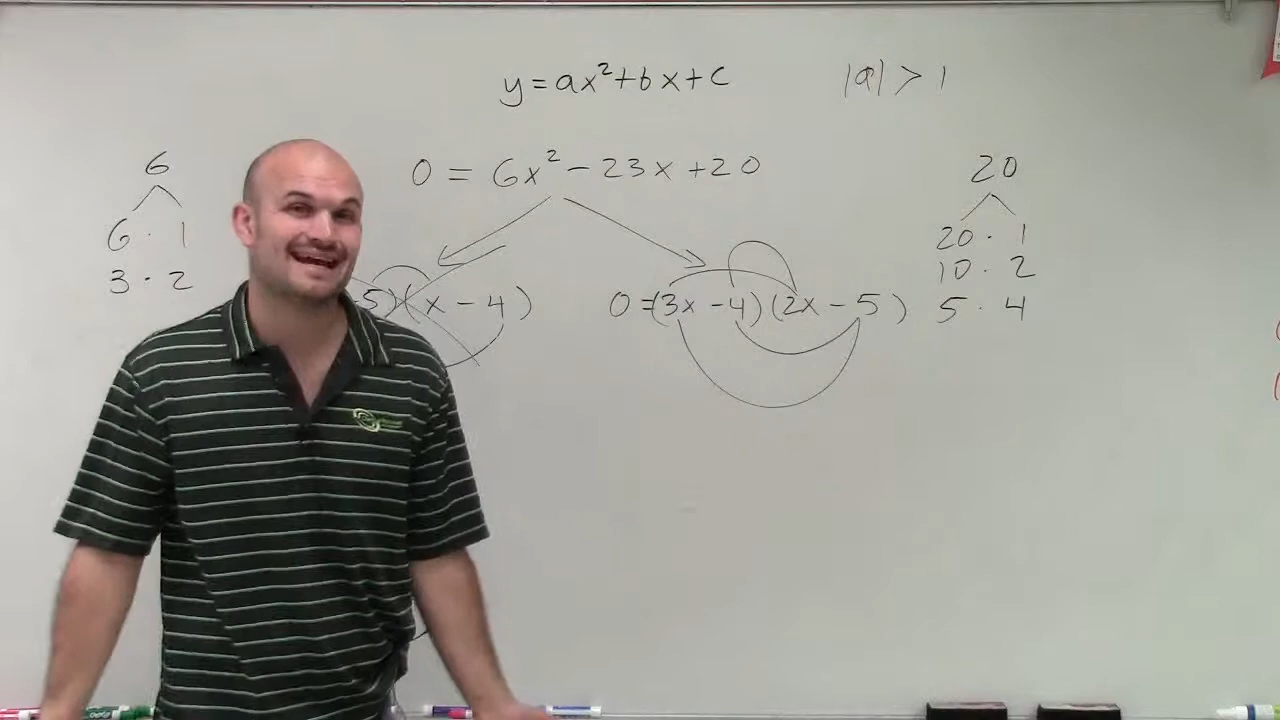 y = ax² + bx + c
|a| > 1
0 = 6x² - 23x + 20
6
6 · 1
3 · 2
5)(x - 4)
0 = (3x - 4)(2x - 5)
20
20 · 1
10 · 2
5 · 4